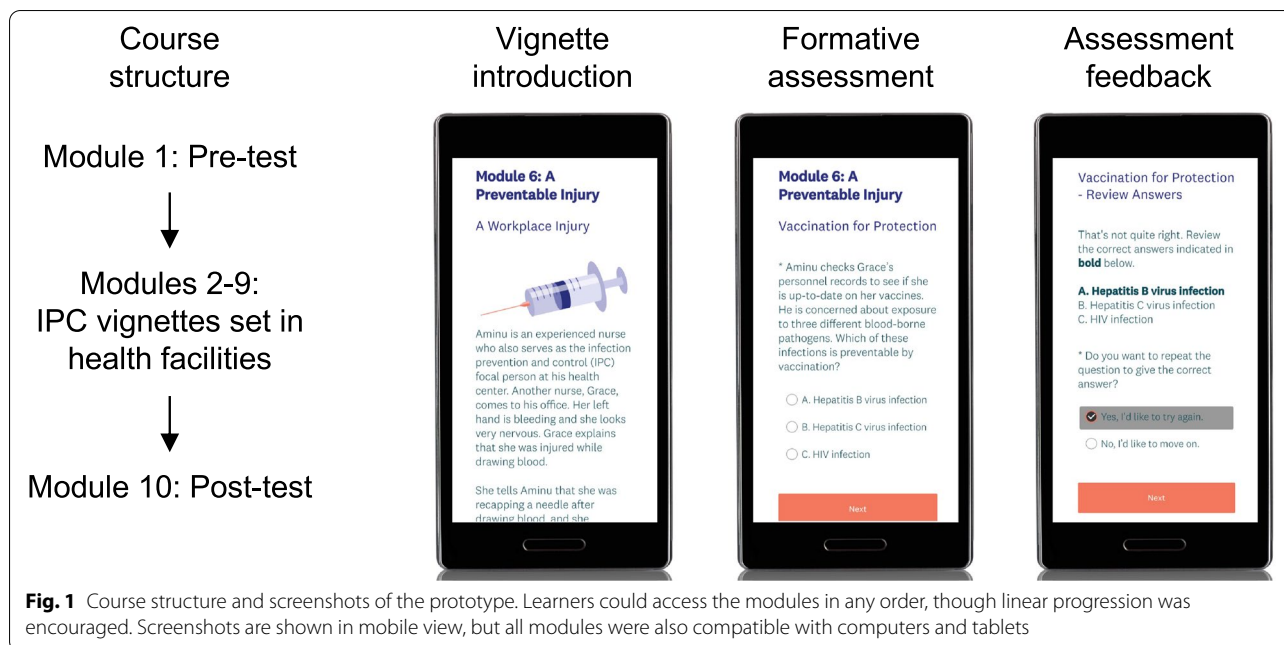 Course
structure
Module 1: Pre-test
Modules 2-9:
IPC vignettes set in
health facilities
Module 10: Post-test
Vignette
introduction
Module 6: A
Preventable Injury
A Workplace Injury
Aminu is an experienced nurse
who also serves as the infection
prevention and control (IPC)
focal person at his health
center. Another nurse, Grace,
comes to his office. Her left
hand is bleeding and she looks
very nervous. Grace explains
that she was injured while
drawing blood.
She tells Aminu that she was
recapping a needle after
drawing blood, and she
Formative
assessment
Module 6: A
Preventable Injury
Vaccination for Protection
* Aminu checks Grace's
personnel records to see if she
is up-to-date on her vaccines.
He is concerned about exposure
to three different blood-borne
pathogens. Which of these
infections is preventable by
vaccination?
A. Hepatitis B virus infection
B. Hepatitis C virus infection
C. HIV infection
Next
Assessment
feedback
Vaccination for Protection
- Review Answers
That's not quite right. Review
the correct answers indicated in
bold below.
A. Hepatitis B virus infection
B. Hepatitis C virus infection
C. HIV infection
* Do you want to repeat the
question to give the correct
answer?
Yes, I'd like to try again.
No, I'd like to move on.
Next
Fig. 1 Course structure and screenshots of the prototype. Learners could access the modules in any order, though linear progression was
encouraged. Screenshots are shown in mobile view, but all modules were also compatible with computers and tablets